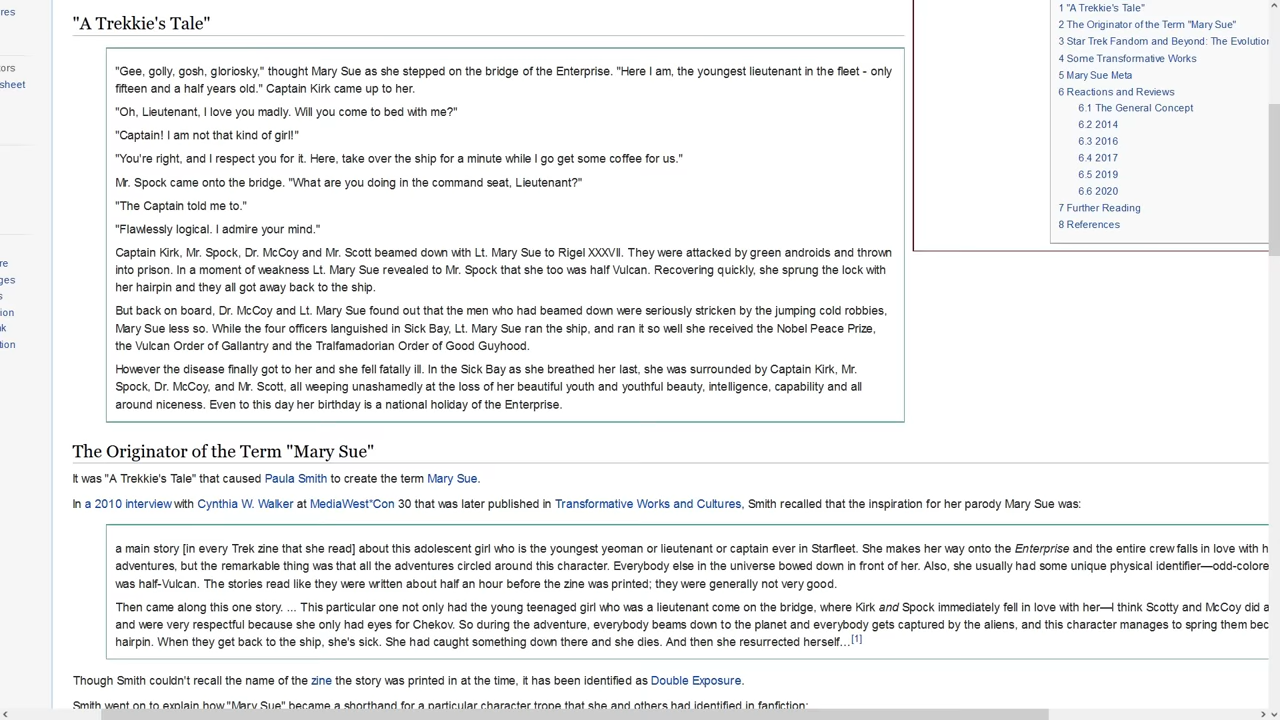 res
tors
sheet
re
ges
s
ion
k
tion
"A Trekkie's Tale"
"Gee, golly, gosh, gloriosky," thought Mary Sue as she stepped on the bridge of the Enterprise. "Here I am, the youngest lieutenant in the fleet - only
fifteen and a half years old." Captain Kirk came up to her.
"Oh, Lieutenant, I love you madly. Will you come to bed with me?"
"Captain! I am not that kind of girl!"
"You're right, and I respect you for it. Here, take over the ship for a minute while I go get some coffee for us."
Mr. Spock came onto the bridge. "What are you doing in the command seat, Lieutenant?"
"The Captain told me to."
"Flawlessly logical. I admire your mind."
Captain Kirk, Mr. Spock, Dr. McCoy and Mr. Scott beamed down with Lt. Mary Sue to Rigel XXXVII. They were attacked by green androids and thrown
into prison. In a moment of weakness Lt. Mary Sue revealed to Mr. Spock that she too was half Vulcan. Recovering quickly, she sprung the lock with
her hairpin and they all got away back to the ship.
But back on board, Dr. McCoy and Lt. Mary Sue found out that the men who had beamed down were seriously stricken by the jumping cold robbies,
Mary Sue less so. While the four officers languished in Sick Bay, Lt. Mary Sue ran the ship, and ran it so well she received the Nobel Peace Prize,
the Vulcan Order of Gallantry and the Tralfamadorian Order of Good Guyhood.
However the disease finally got to her and she fell fatally ill. In the Sick Bay as she breathed her last, she was surrounded by Captain Kirk, Mr.
Spock, Dr. McCoy, and Mr. Scott, all weeping unashamedly at the loss of her beautiful youth and youthful beauty, intelligence, capability and all
around niceness. Even to this day her birthday is a national holiday of the Enterprise.
1 "A Trekkie's Tale"
2 The Originator of the Term "Mary Sue"
3 Star Trek Fandom and Beyond: The Evolution
4 Some Transformative Works
5 Mary Sue Meta
6 Reactions and Reviews
6.1 The General Concept
6.2 2014
6.3 2016
6.4 2017
6.5 2019
6.6 2020
7 Further Reading
8 References
The Originator of the Term "Mary Sue"
It was "A Trekkie's Tale" that caused Paula Smith to create the term Mary Sue.
In a 2010 interview with Cynthia W. Walker at MediaWest*Con 30 that was later published in Transformative Works and Cultures, Smith recalled that the inspiration for her parody Mary Sue was:
a main story [in every Trek zine that she read] about this adolescent girl who is the youngest yeoman or lieutenant or captain ever in Starfleet. She makes her way onto the Enterprise and the entire crew falls in love with h
adventures, but the remarkable thing was that all the adventures circled around this character. Everybody else in the universe bowed down in front of her. Also, she usually had some unique physical identifier—odd-colore
was half-Vulcan. The stories read like they were written about half an hour before the zine was printed; they were generally not very good.
Then came along this one story. ... This particular one not only had the young teenaged girl who was a lieutenant come on the bridge, where Kirk and Spock immediately fell in love with her—I think Scotty and McCoy did a
and were very respectful because she only had eyes for Chekov. So during the adventure, everybody beams down to the planet and everybody gets captured by the aliens, and this character manages to spring them bec
hairpin. When they get back to the ship, she's sick. She had caught something down there and she dies. And then she resurrected herself...[1]
Though Smith couldn't recall the name of the zine the story was printed in at the time, it has been identified as Double Exposure.
Smith went on to explain how "Mary Sue" became a shorthand for a particular character trope that she and others had identified in fanfiction: